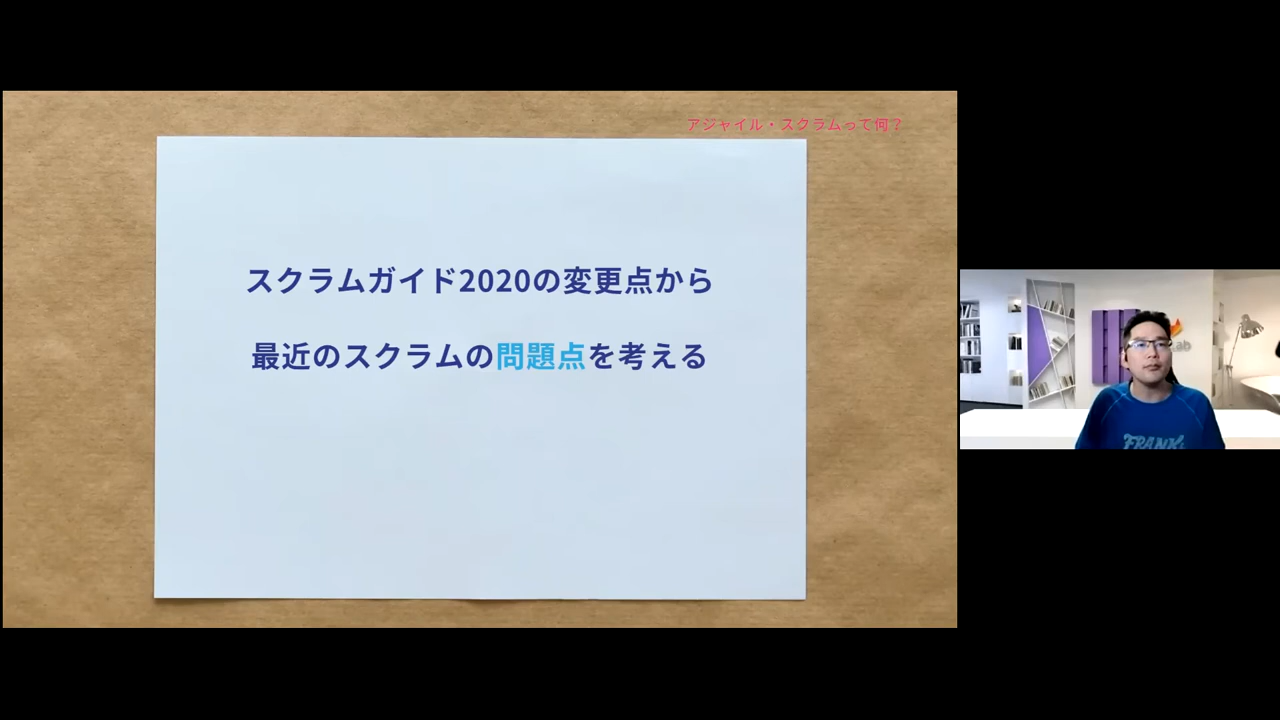 アジャイル・スクラムって何？
スクラムガイド2020の変更点から
最近のスクラムの問題点を考える
FRANK
ab